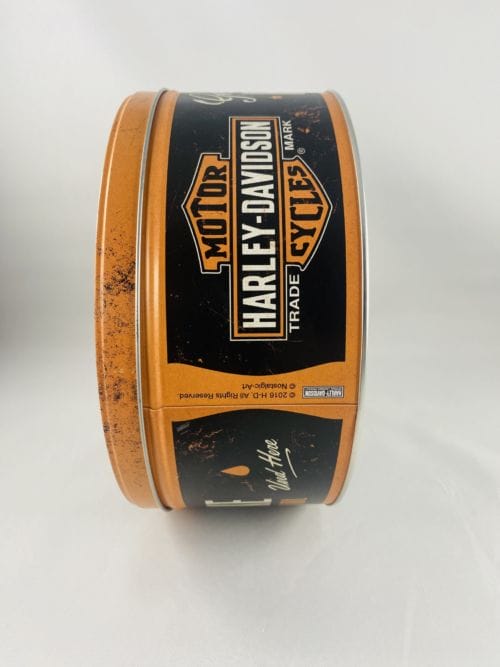 MOTOR
HARLEY-DAVIDSON
CYCLES
TRADE MARK ®
© 2016 H-D. All Rights Reserved.
© Nostalgic-Art.
HARLEY-DAVIDSON
Used Here